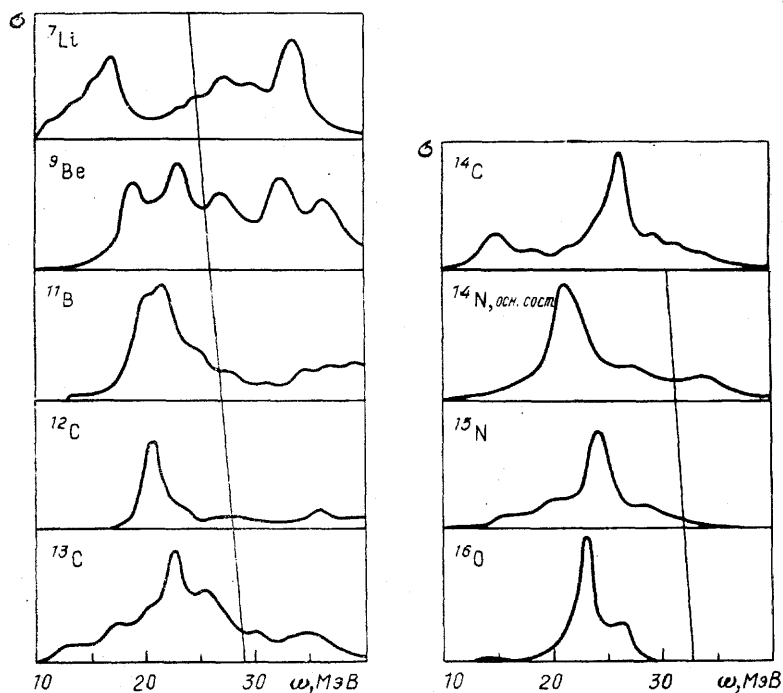 σ
⁷Li
⁹Be
¹¹B
¹²C
¹³C
10 20 30 ω, МэВ
σ
¹⁴C
¹⁴N, осн. сост
¹⁵N
¹⁶O
10 20 30 ω, МэВ